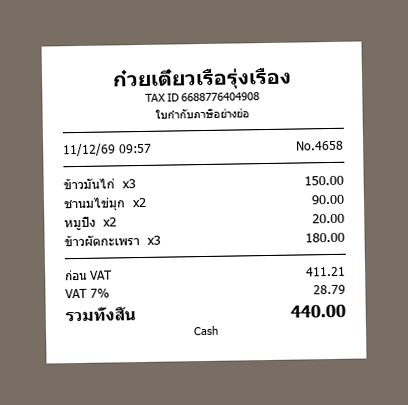 ก๋วยเตี๋ยวเรือรุ่งเรือง
TAX ID 6688776404908
ใบกำกับภาษีอย่างย่อ
11/12/69 09:57 No.4658
ข้าวมันไก่ x3 150.00
ชานมไข่มุก x2 90.00
หมูปิ้ง x2 20.00
ข้าวผัดกะเพรา x3 180.00
ก่อน VAT 411.21
VAT 7% 28.79
รวมทั้งสิ้น 440.00
Cash